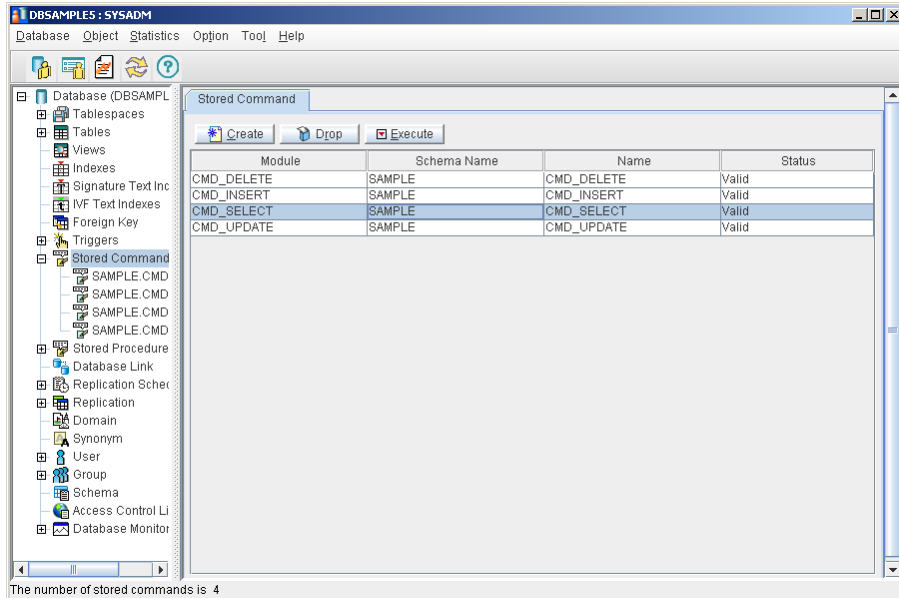 DBSAMPLE5 : SYSADM
Database Object Statistics Option Tool Help
Database (DBSAMPL
Tablespaces
Tables
Views
Indexes
Signature Text Inc
IVF Text Indexes
Foreign Key
Triggers
Stored Command
SAMPLE.CMD
SAMPLE.CMD
SAMPLE.CMD
SAMPLE.CMD
Stored Procedure
Database Link
Replication Sched
Replication
Domain
Synonym
User
Group
Schema
Access Control Li
Database Monitor
Stored Command
Create Drop Execute
Module Schema Name Name Status
CMD_DELETE SAMPLE CMD_DELETE Valid
CMD_INSERT SAMPLE CMD_INSERT Valid
CMD_SELECT SAMPLE CMD_SELECT Valid
CMD_UPDATE SAMPLE CMD_UPDATE Valid
The number of stored commands is 4